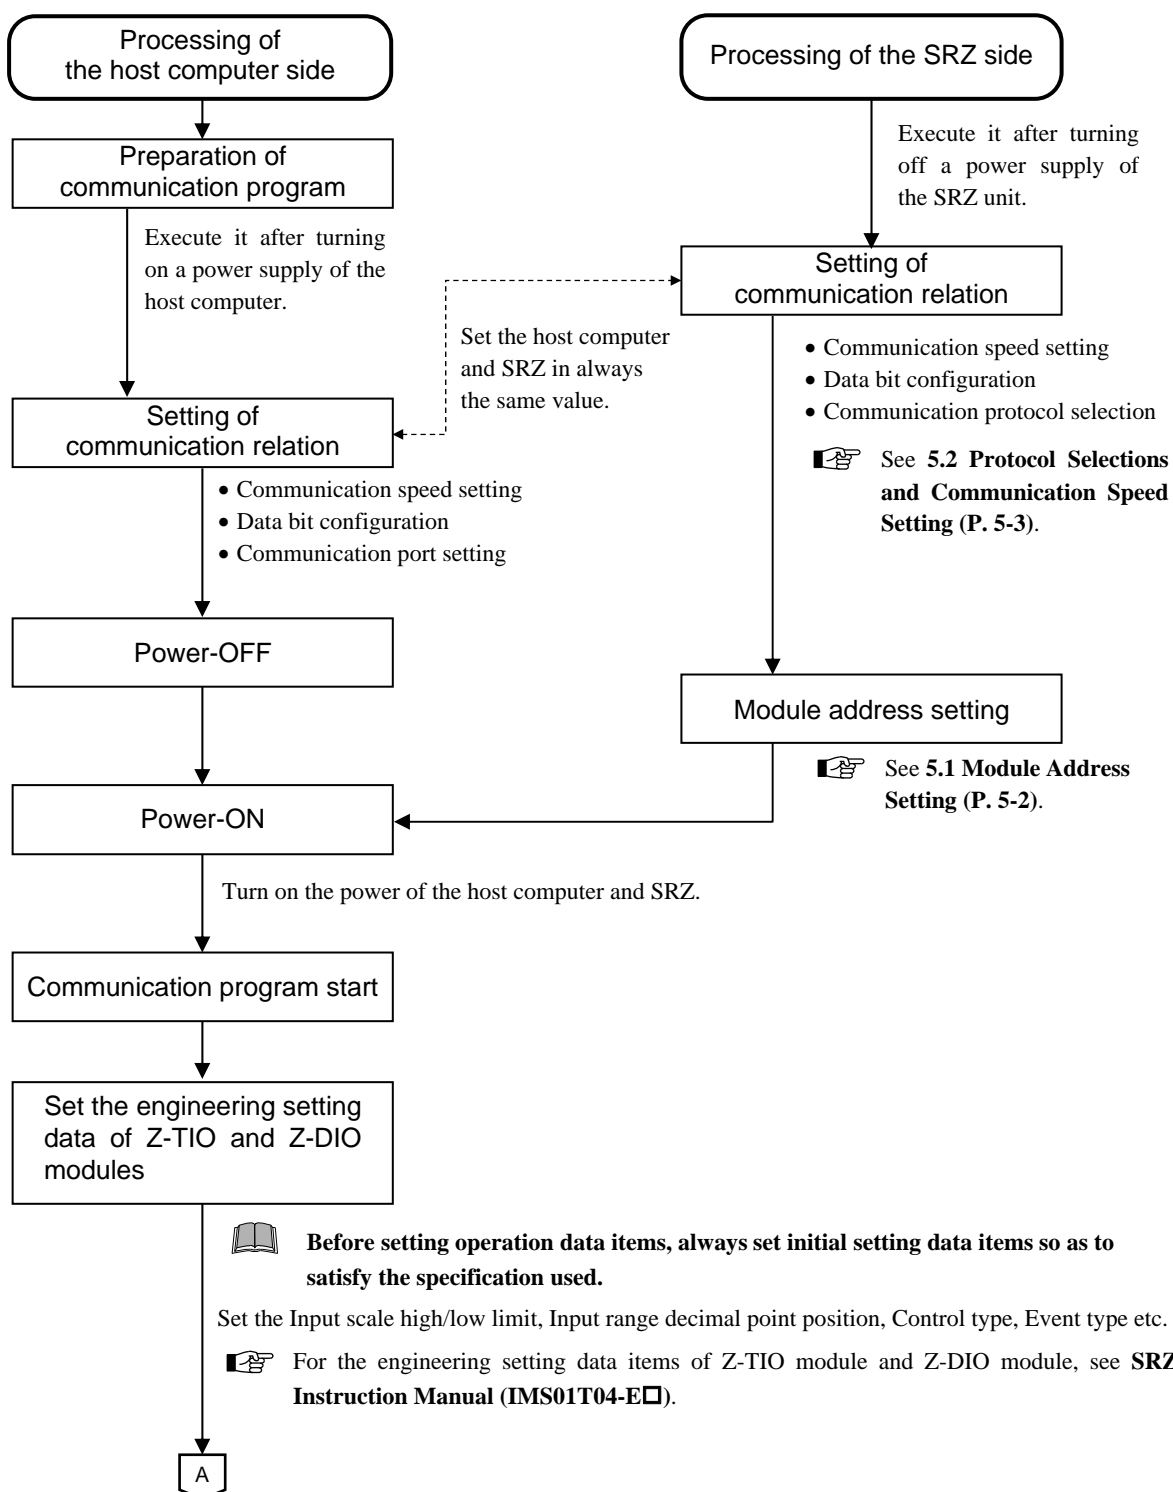 Processing of
the host computer side
Processing of the SRZ side
Execute it after turning
off a power supply of
the SRZ unit.
Preparation of
communication program
Execute it after turning
on a power supply of the
host computer.
Setting of
communication relation
Set the host computer
and SRZ in always
the same value.
• Communication speed setting
• Data bit configuration
• Communication protocol selection
See 5.2 Protocol Selections
and Communication Speed
Setting (P. 5-3).
Setting of
communication relation
• Communication speed setting
• Data bit configuration
• Communication port setting
Power-OFF
Module address setting
See 5.1 Module Address
Setting (P. 5-2).
Power-ON
Turn on the power of the host computer and SRZ.
Communication program start
Set the engineering setting
data of Z-TIO and Z-DIO
modules
Before setting operation data items, always set initial setting data items so as to
satisfy the specification used.
Set the Input scale high/low limit, Input range decimal point position, Control type, Event type etc.
For the engineering setting data items of Z-TIO module and Z-DIO module, see SRZ
Instruction Manual (IMS01T04-E□).
A